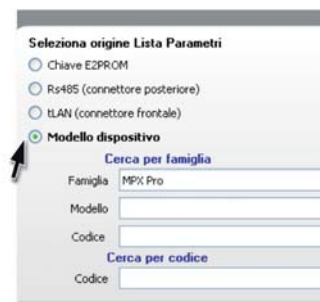 Seleziona origine Lista Parametri
Chiave E2PROM
Rs485 (connettore posteriore)
tLAN (connettore frontale)
Modello dispositivo
Cerca per famiglia
Famiglia MPX Pro
Modello
Codice
Cerca per codice
Codice